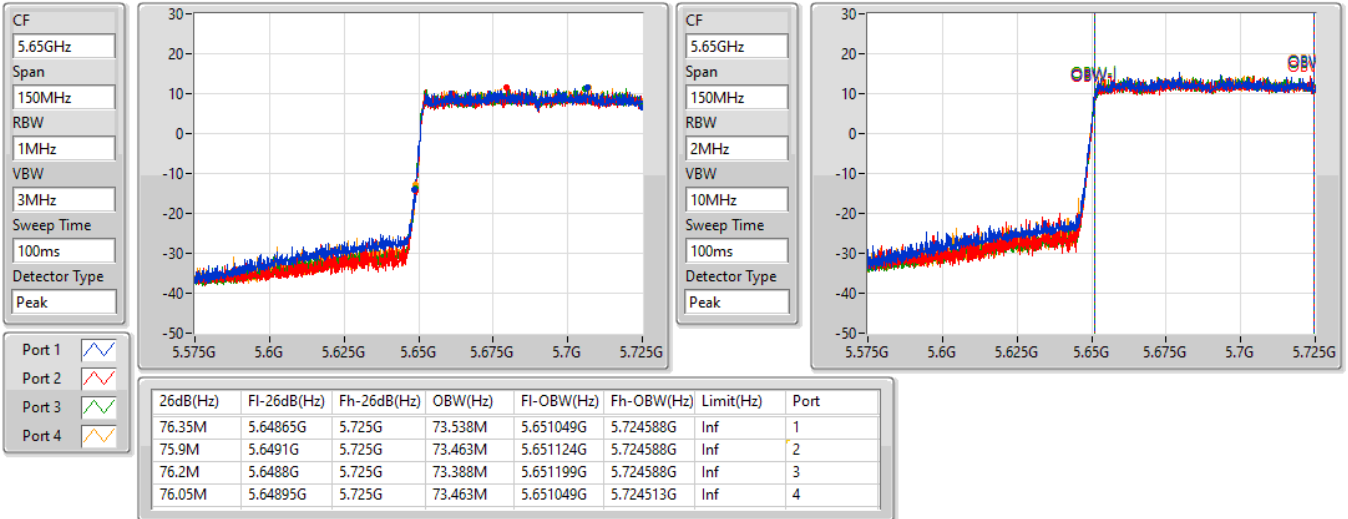 CF
5.65GHz
Span
150MHz
RBW
1MHz
VBW
3MHz
Sweep Time
100ms
Detector Type
Peak
30
20
10
0
-10
-20
-30
-40
-50
5.575G 5.6G 5.625G 5.65G 5.675G 5.7G 5.725G
CF
5.65GHz
Span
150MHz
RBW
2MHz
VBW
10MHz
Sweep Time
100ms
Detector Type
Peak
30
20
10
0
-10
-20
-30
-40
-50
OBW-l
OBW
5.575G 5.6G 5.625G 5.65G 5.675G 5.7G 5.725G
Port 1
Port 2
Port 3
Port 4
26dB(Hz) Fl-26dB(Hz) Fh-26dB(Hz) OBW(Hz) Fl-OBW(Hz) Fh-OBW(Hz) Limit(Hz) Port
76.35M 5.64865G 5.725G 73.538M 5.651049G 5.724588G Inf 1
75.9M 5.6491G 5.725G 73.463M 5.651124G 5.724588G Inf 2
76.2M 5.6488G 5.725G 73.388M 5.651199G 5.724588G Inf 3
76.05M 5.64895G 5.725G 73.463M 5.651049G 5.724513G Inf 4